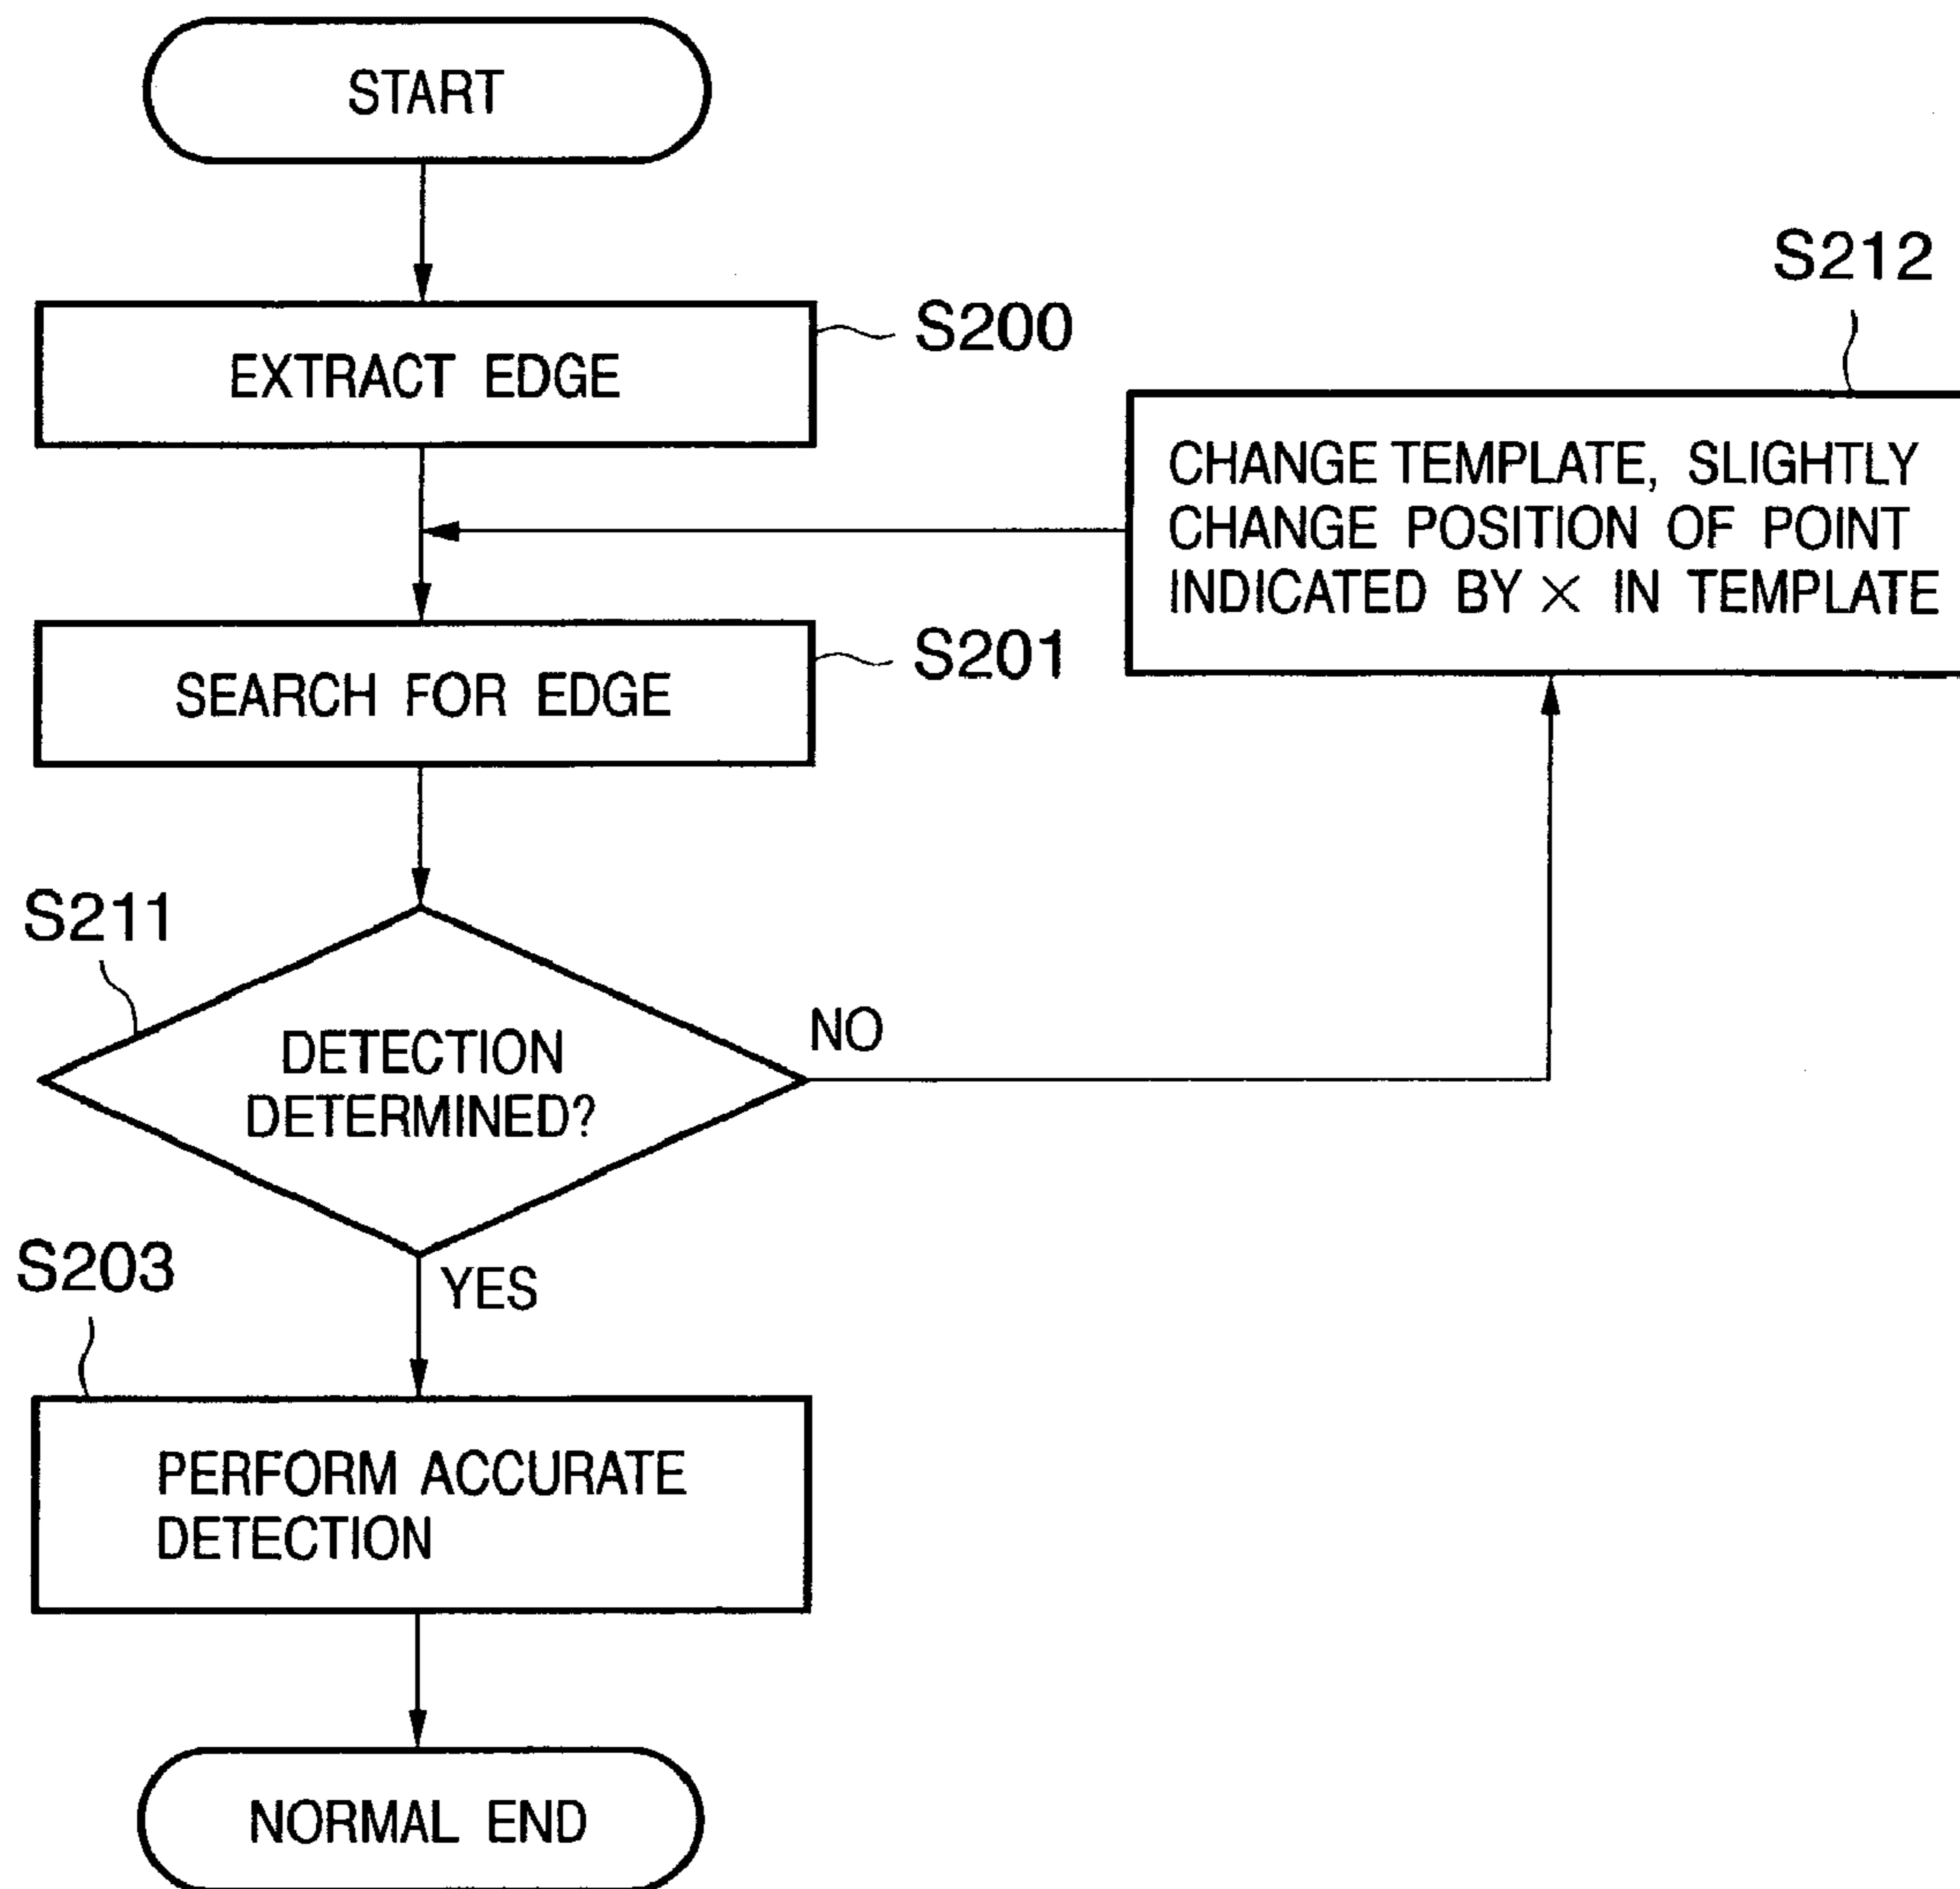 START
S200
EXTRACT EDGE
S212
CHANGE TEMPLATE, SLIGHTLY
CHANGE POSITION OF POINT
INDICATED BY × IN TEMPLATE
S201
SEARCH FOR EDGE
S211
DETECTION
DETERMINED?
NO
YES
S203
PERFORM ACCURATE
DETECTION
NORMAL END